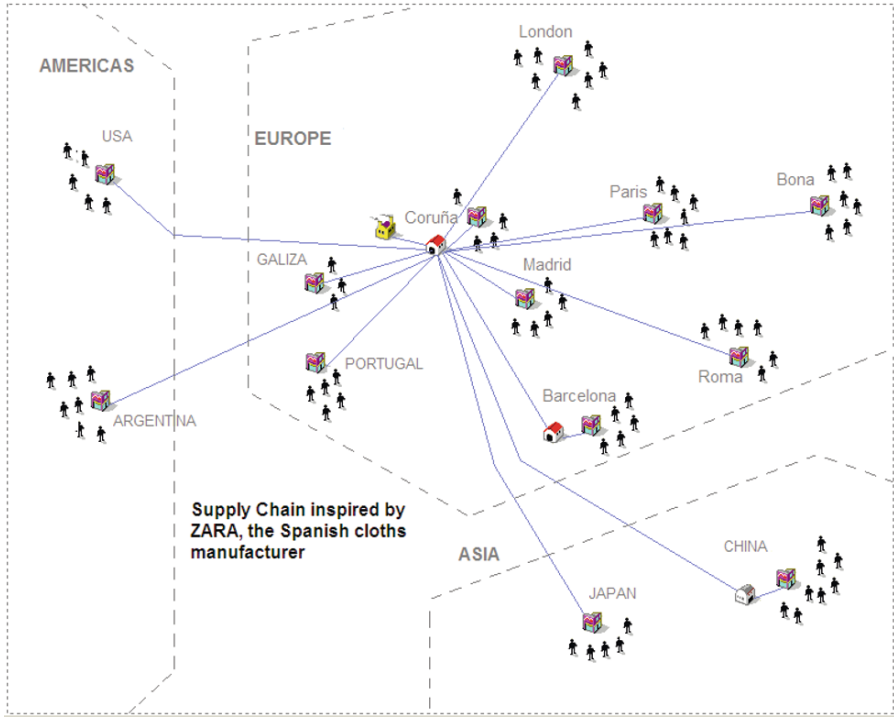 London
AMERICAS
USA
EUROPE
Bona
Paris
Coruña
GALIZA
Madrid
PORTUGAL
Roma
Barcelona
ARGENTINA
Supply Chain inspired by
ZARA, the Spanish cloths
manufacturer
CHINA
ASIA
JAPAN